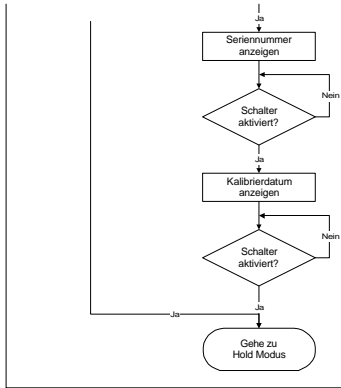 Ja
Seriennummer
anzeigen
Nein
Schalter
aktiviert?
Ja
Kalibrierdatum
anzeigen
Nein
Schalter
aktiviert?
Ja
Ja
Gehe zu
Hold Modus